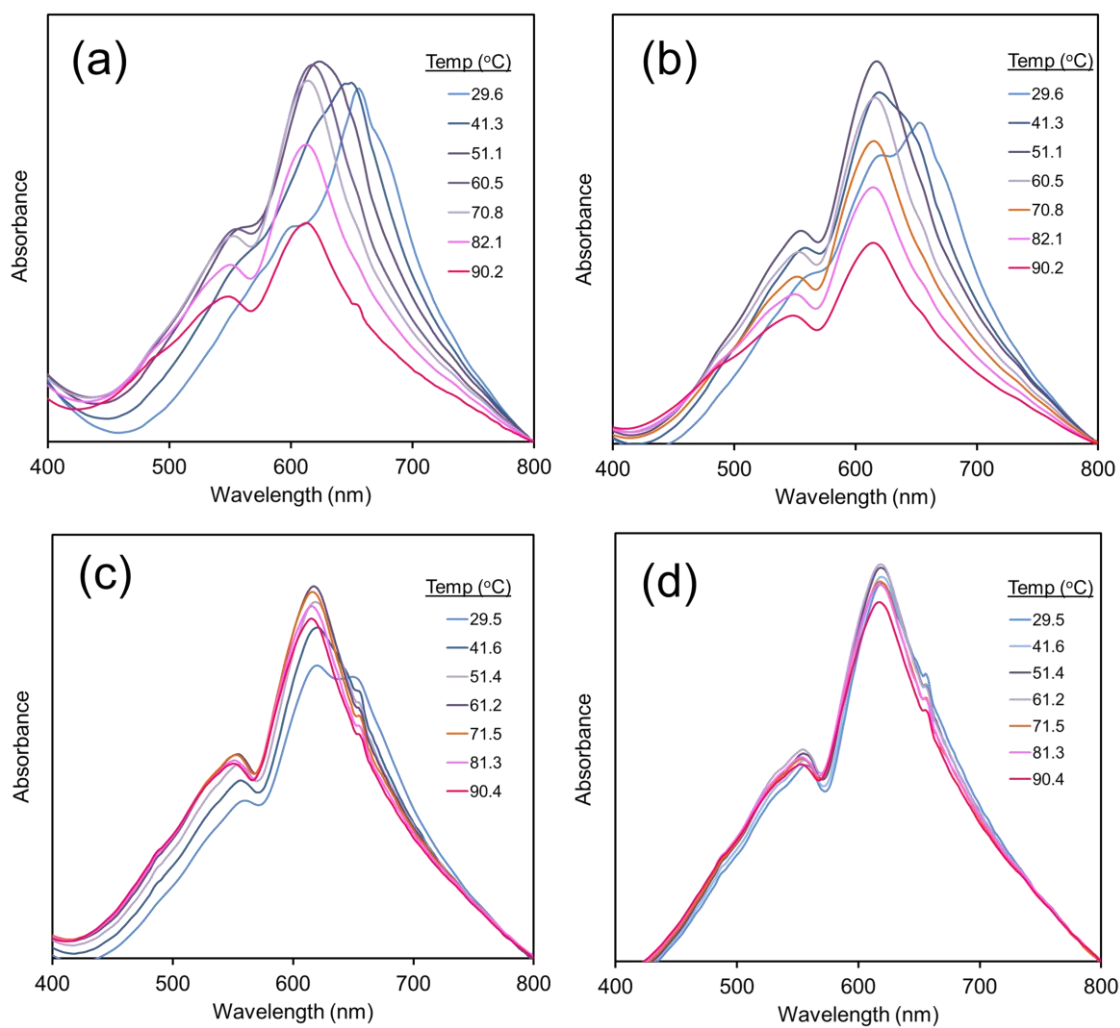 (a)
Temp (°C)
29.6
41.3
51.1
60.5
70.8
82.1
90.2
Absorbance
400 500 600 700 800
Wavelength (nm)
(b)
Temp (°C)
29.6
41.3
51.1
60.5
70.8
82.1
90.2
Absorbance
400 500 600 700 800
Wavelength (nm)
(c)
Temp (°C)
29.5
41.6
51.4
61.2
71.5
81.3
90.4
Absorbance
400 500 600 700 800
Wavelength (nm)
(d)
Temp (°C)
29.5
41.6
51.4
61.2
71.5
81.3
90.4
Absorbance
400 500 600 700 800
Wavelength (nm)